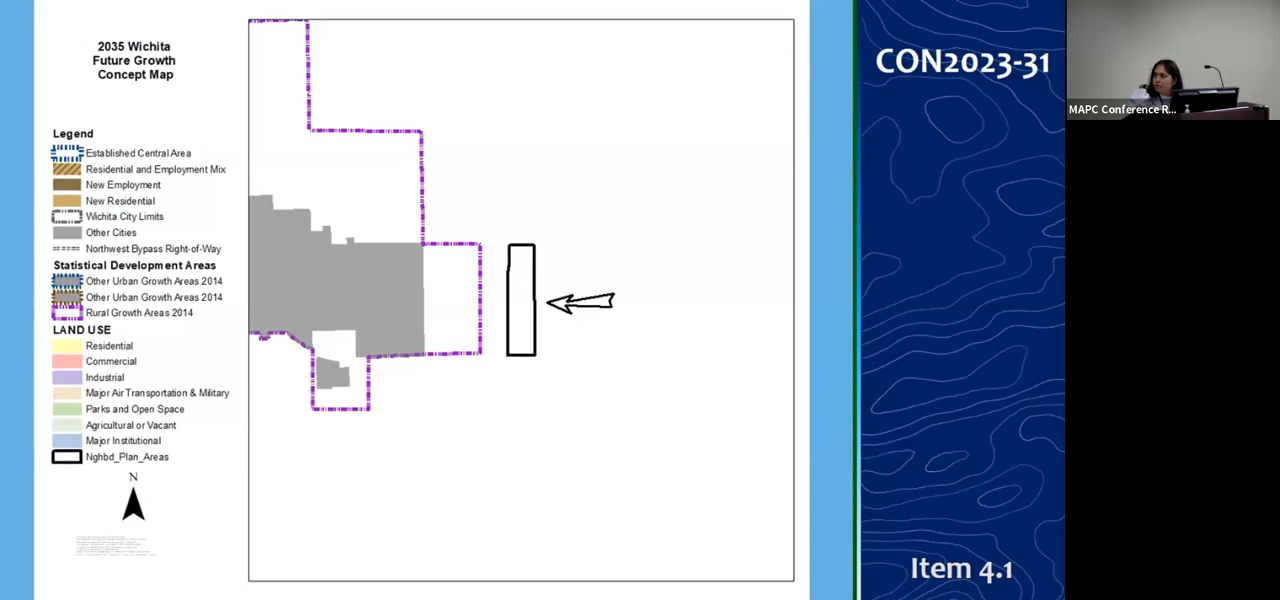 2035 Wichita
Future Growth
Concept Map
Legend
Established Central Area
Residential and Employment Mix
New Employment
New Residential
Wichita City Limits
Other Cities
Northwest Bypass Right-of-Way
Statistical Development Areas
Other Urban Growth Areas 2014
Other Urban Growth Areas 2014
Rural Growth Areas 2014
LAND USE
Residential
Commercial
Industrial
Major Air Transportation & Military
Parks and Open Space
Agricultural or Vacant
Major Institutional
Nghbd_Plan_Areas
N
CON2023-31
Item 4.1
MAPC Conference R...